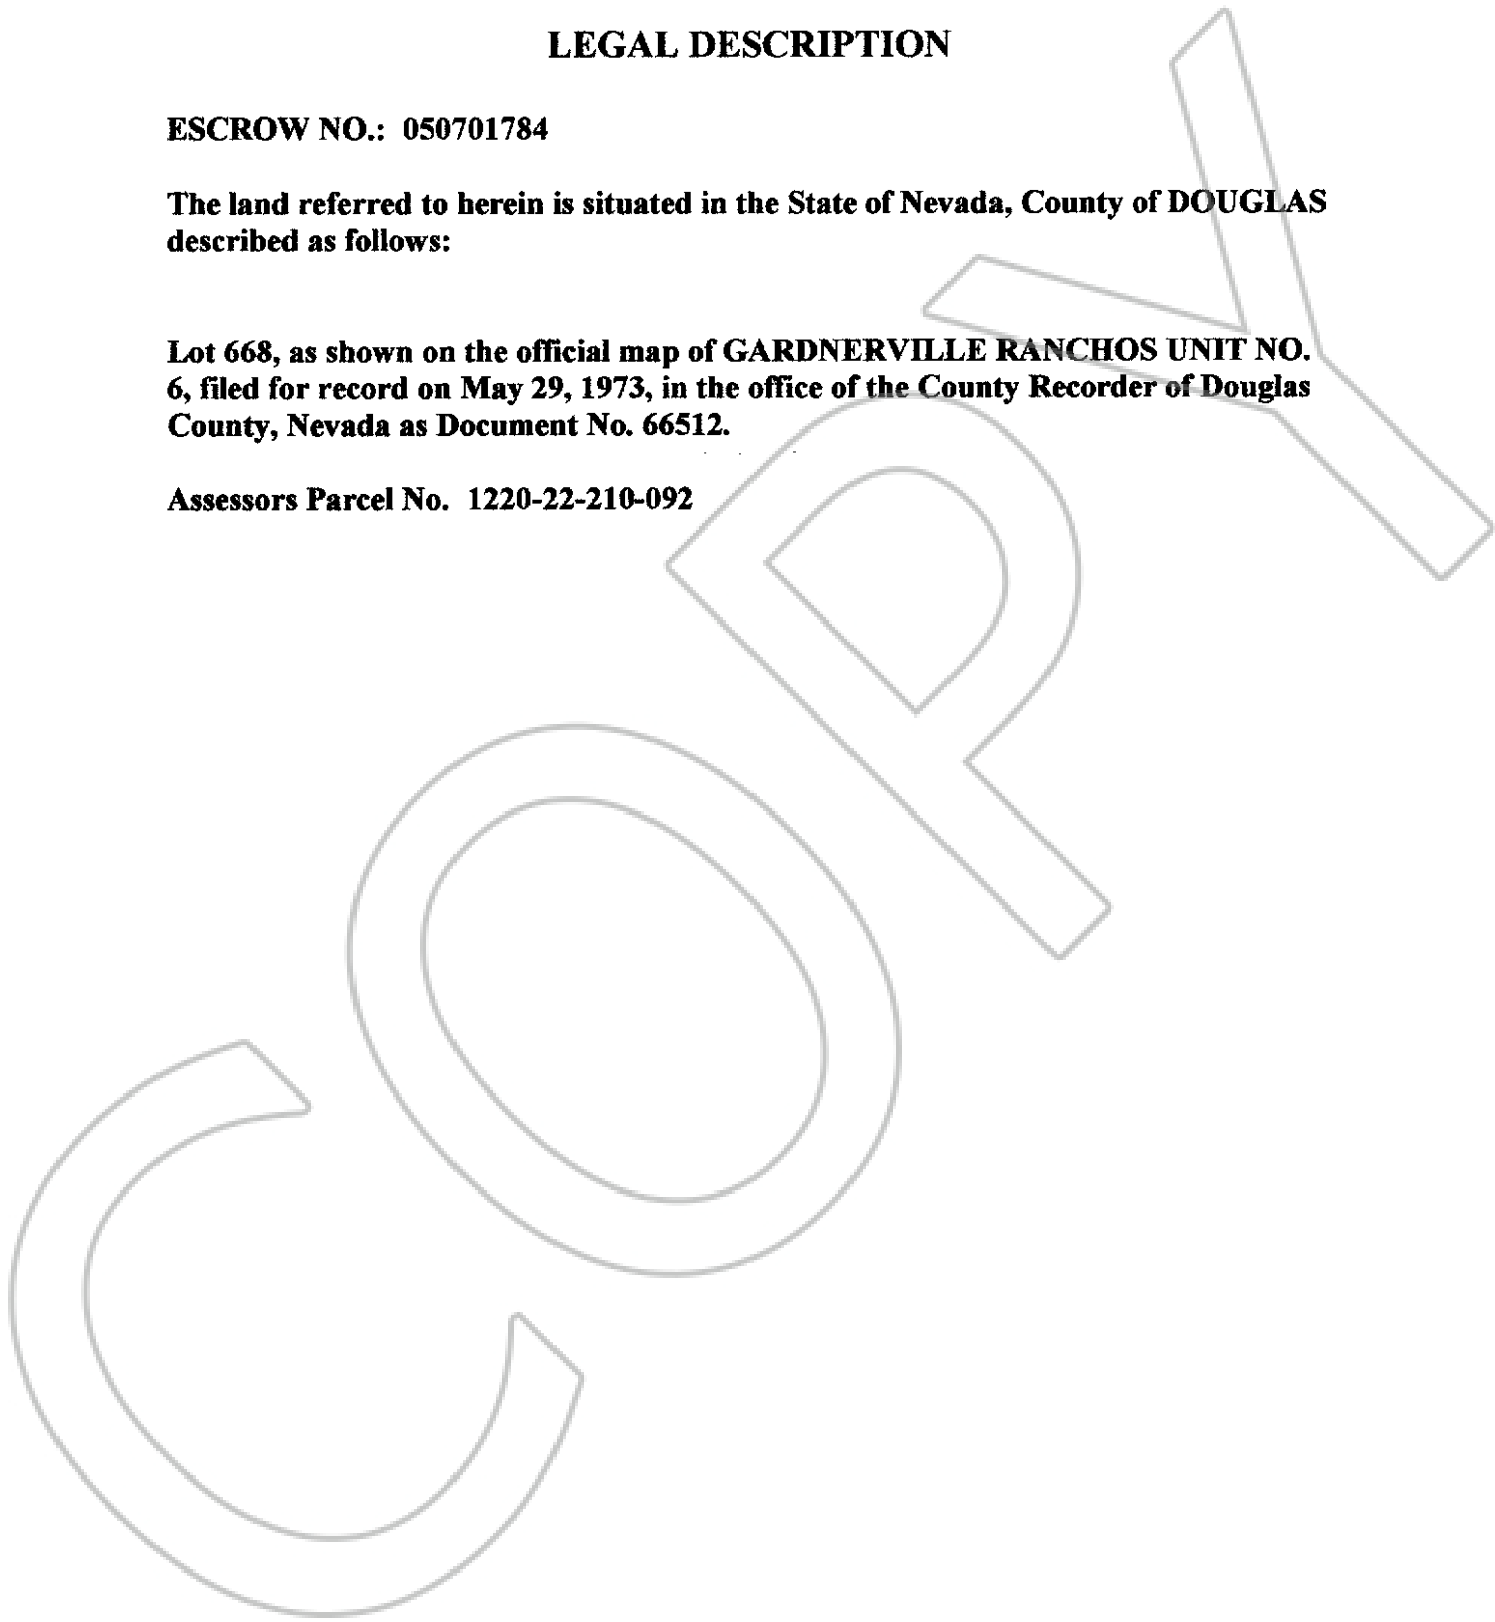 LEGAL DESCRIPTION
ESCROW NO.: 050701784
The land referred to herein is situated in the State of Nevada, County of DOUGLAS
described as follows:
Lot 668, as shown on the official map of GARDNERVILLE RANCHOS UNIT NO.
6, filed for record on May 29, 1973, in the office of the County Recorder of Douglas
County, Nevada as Document No. 66512.
Assessors Parcel No. 1220-22-210-092
COPY